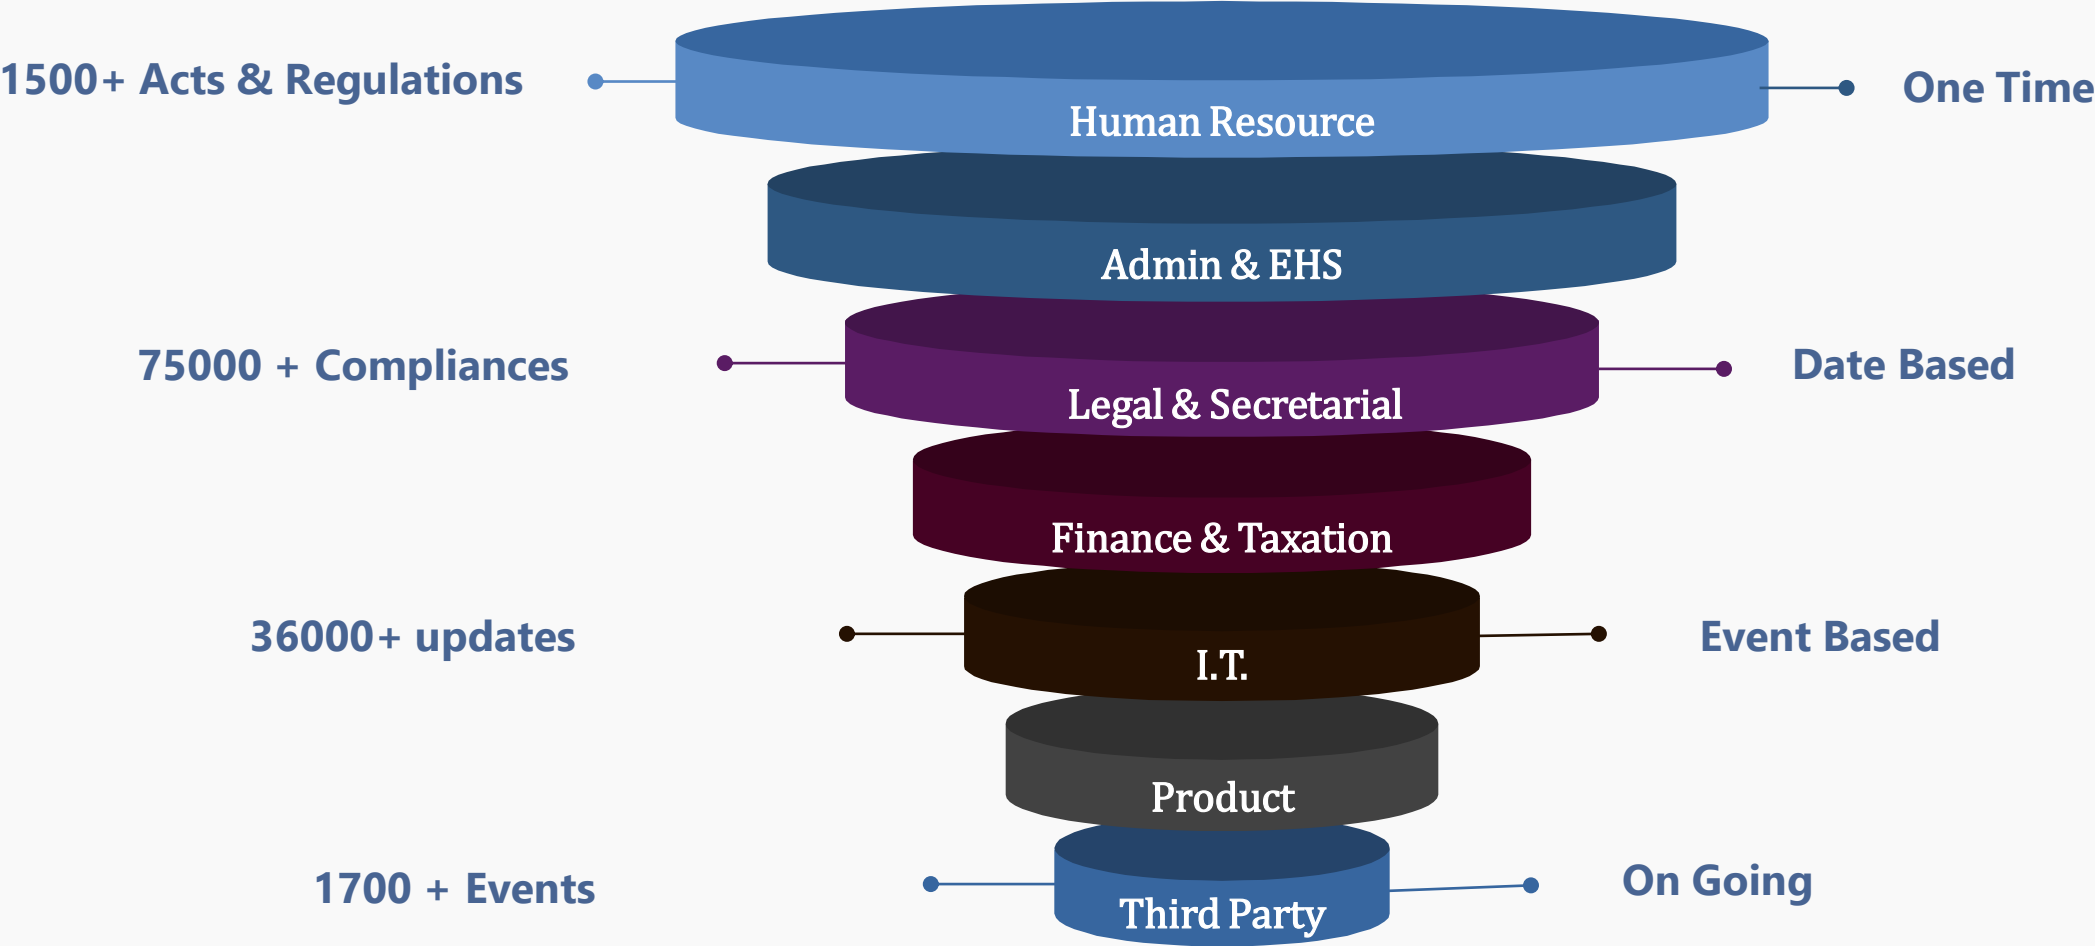 1500+ Acts & Regulations
Human Resource
One Time
Admin & EHS
75000 + Compliances
Legal & Secretarial
Date Based
Finance & Taxation
36000+ updates
I.T.
Event Based
Product
1700 + Events
Third Party
On Going